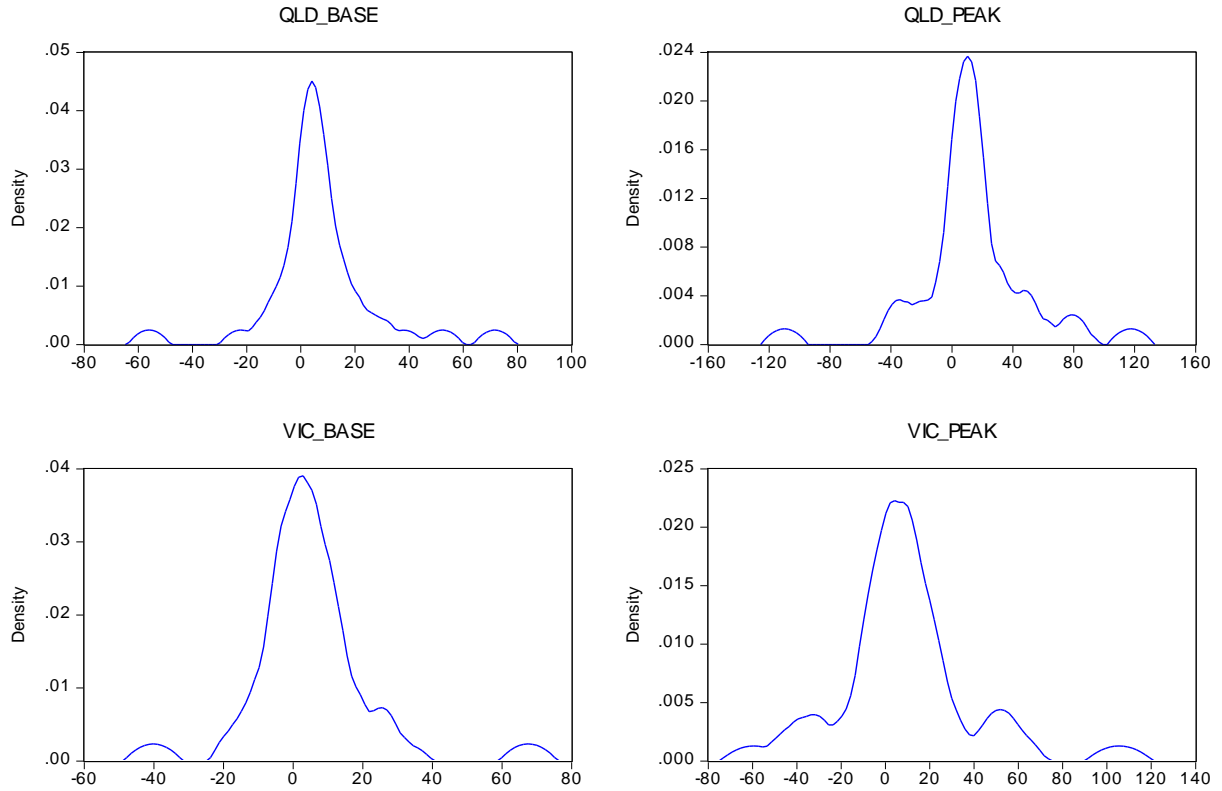 QLD_BASE
.05
.04
.03
.02
.01
.00
Density
-80 -60 -40 -20 0 20 40 60 80 100
QLD_PEAK
.024
.020
.016
.012
.008
.004
.000
Density
-160 -120 -80 -40 0 40 80 120 160
VIC_BASE
.04
.03
.02
.01
.00
Density
-60 -40 -20 0 20 40 60 80
VIC_PEAK
.025
.020
.015
.010
.005
.000
Density
-80 -60 -40 -20 0 20 40 60 80 100 120 140